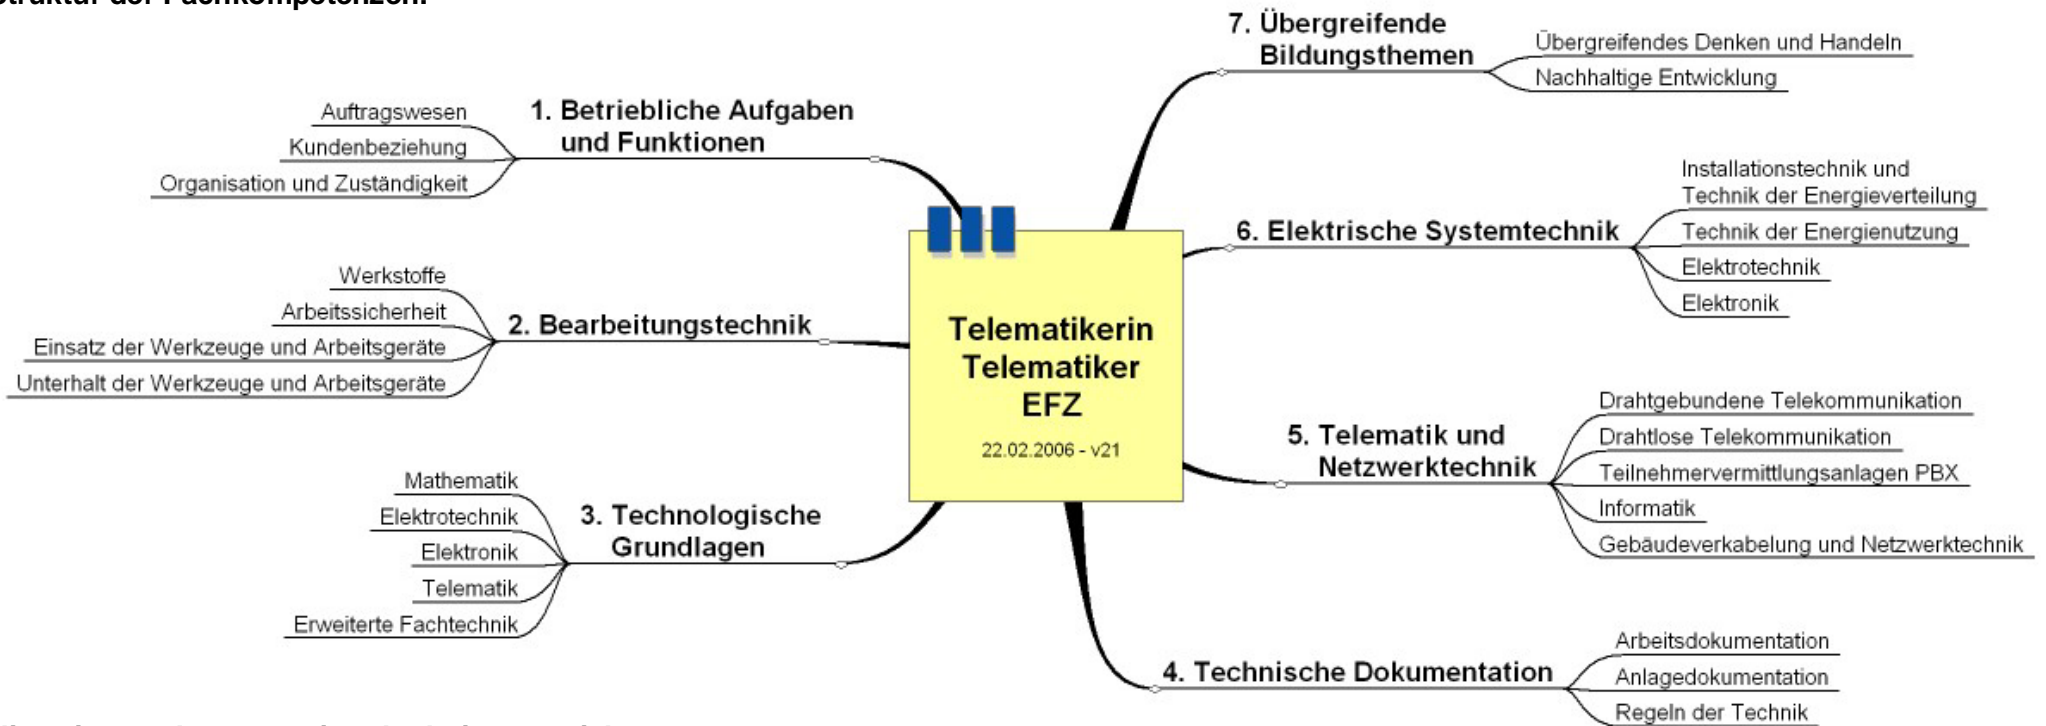 Struktur der Fachkompetenzen:
1. Betriebliche Aufgaben
und Funktionen
Auftragswesen
Kundenbeziehung
Organisation und Zuständigkeit
2. Bearbeitungstechnik
Werkstoffe
Arbeitssicherheit
Einsatz der Werkzeuge und Arbeitsgeräte
Unterhalt der Werkzeuge und Arbeitsgeräte
3. Technologische
Grundlagen
Mathematik
Elektrotechnik
Elektronik
Telematik
Erweiterte Fachtechnik
Telematikerin
Telematiker
EFZ
22.02.2006 - v21
7. Übergreifende
Bildungsthemen
Übergreifendes Denken und Handeln
Nachhaltige Entwicklung
6. Elektrische Systemtechnik
Installationstechnik und
Technik der Energieverteilung
Technik der Energienutzung
Elektrotechnik
Elektronik
5. Telematik und
Netzwerktechnik
Drahtgebundene Telekommunikation
Drahtlose Telekommunikation
Teilnehmervermittlungsanlagen PBX
Informatik
Gebäudeverkabelung und Netzwerktechnik
4. Technische Dokumentation
Arbeitsdokumentation
Anlagedokumentation
Regeln der Technik